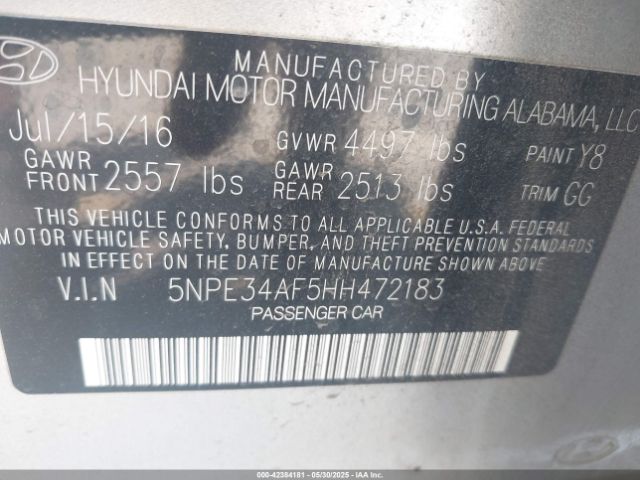 MANUFACTURED BY
HYUNDAI MOTOR MANUFACTURING ALABAMA, LLC
Jul/15/16 GVWR 4497 lbs PAINT Y8
GAWR FRONT 2557 lbs GAWR REAR 2513 lbs TRIM GG
THIS VEHICLE CONFORMS TO ALL APPLICABLE U.S.A. FEDERAL
MOTOR VEHICLE SAFETY, BUMPER, AND THEFT PREVENTION STANDARDS
IN EFFECT ON THE DATE OF MANUFACTURE SHOWN ABOVE.
V.I.N 5NPE34AF5HH472183
PASSENGER CAR
000-42384181 - 05/30/2025 - IAAI.COM